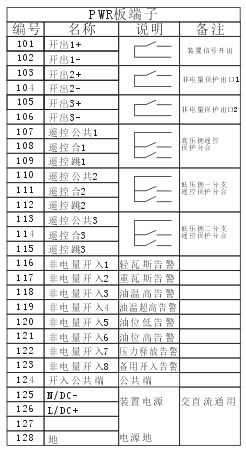 PWR板端子
编号 名称 说明 备注
101 开出1+
102 开出1-
装置信号开出
103 开出2+
104 开出2-
非电量保护出口1
105 开出3+
106 开出3-
非电量保护出口2
107 遥控公共1
108 遥控合1
109 遥控跳1
高压侧遥控
保护分合
110 遥控公共2
111 遥控合2
112 遥控跳2
低压侧一分支
遥控保护分合
113 遥控公共3
114 遥控合3
115 遥控跳3
低压侧二分支
遥控保护分合
116 非电量开入1 轻瓦斯告警
117 非电量开入2 重瓦斯告警
118 非电量开入3 油温高告警
119 非电量开入4 油温超高告警
120 非电量开入5 油位低告警
121 非电量开入6 油位高告警
122 非电量开入7 压力释放告警
123 非电量开入8 备用开入告警
124 开入公共端 公共端
125 N/DC-
126 L/DC+
装置电源 交直流通用
127
128 地 电源地